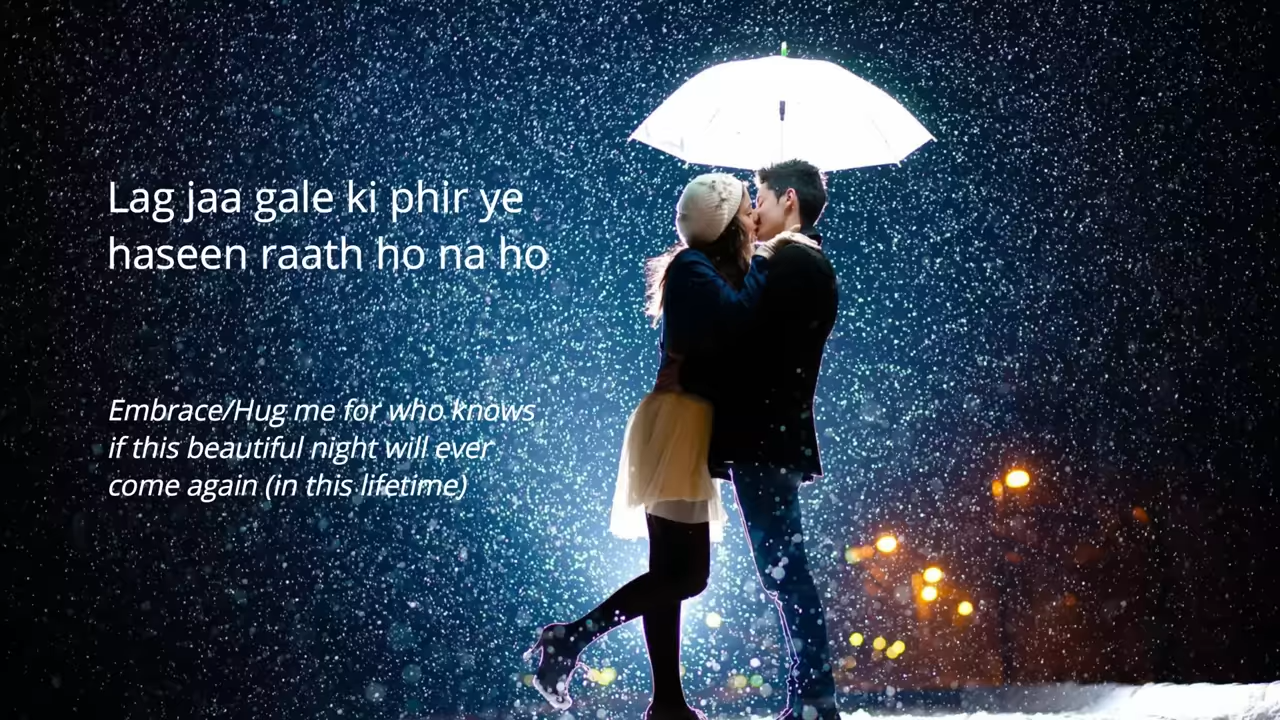 Lag jaa gale ki phir ye
haseen raath ho na ho
Embrace/Hug me for who knows
if this beautiful night will ever
come again (in this lifetime)